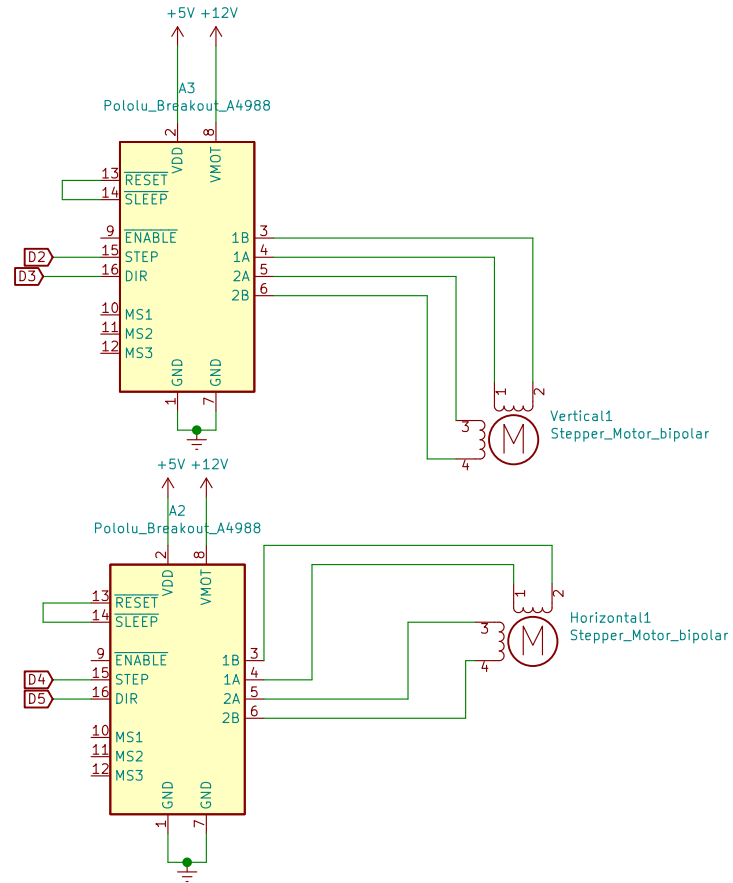 +5V +12V
A3
Pololu_Breakout_A4988
2 8
VDD VMOT
13 RESET
14 SLEEP
9 ENABLE 1B 3
D2 15 STEP 1A 4
D3 16 DIR 2A 5
2B 6
10 MS1
11 MS2
12 MS3
GND GND
1 7
1 2
3
4
M
Vertical1
Stepper_Motor_bipolar
+5V +12V
A2
Pololu_Breakout_A4988
2 8
VDD VMOT
13 RESET
14 SLEEP
9 ENABLE 1B 3
D4 15 STEP 1A 4
D5 16 DIR 2A 5
2B 6
10 MS1
11 MS2
12 MS3
GND GND
1 7
1 2
3
4
M
Horizontal1
Stepper_Motor_bipolar